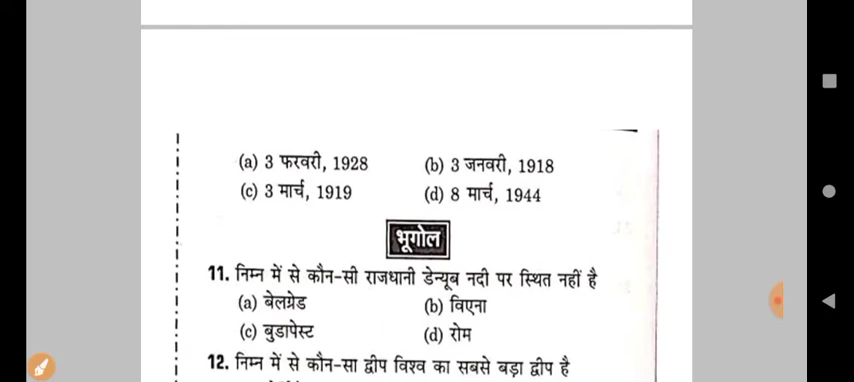 (a) 3 फरवरी, 1928 (b) 3 जनवरी, 1918
(c) 3 मार्च, 1919 (d) 8 मार्च, 1944
भूगोल
11. निम्न में से कौन-सी राजधानी डेन्यूब नदी पर स्थित नहीं है
(a) बेलग्रेड (b) विएना
(c) बुडापेस्ट (d) रोम
12. निम्न में से कौन-सा द्वीप विश्व का सबसे बड़ा द्वीप है